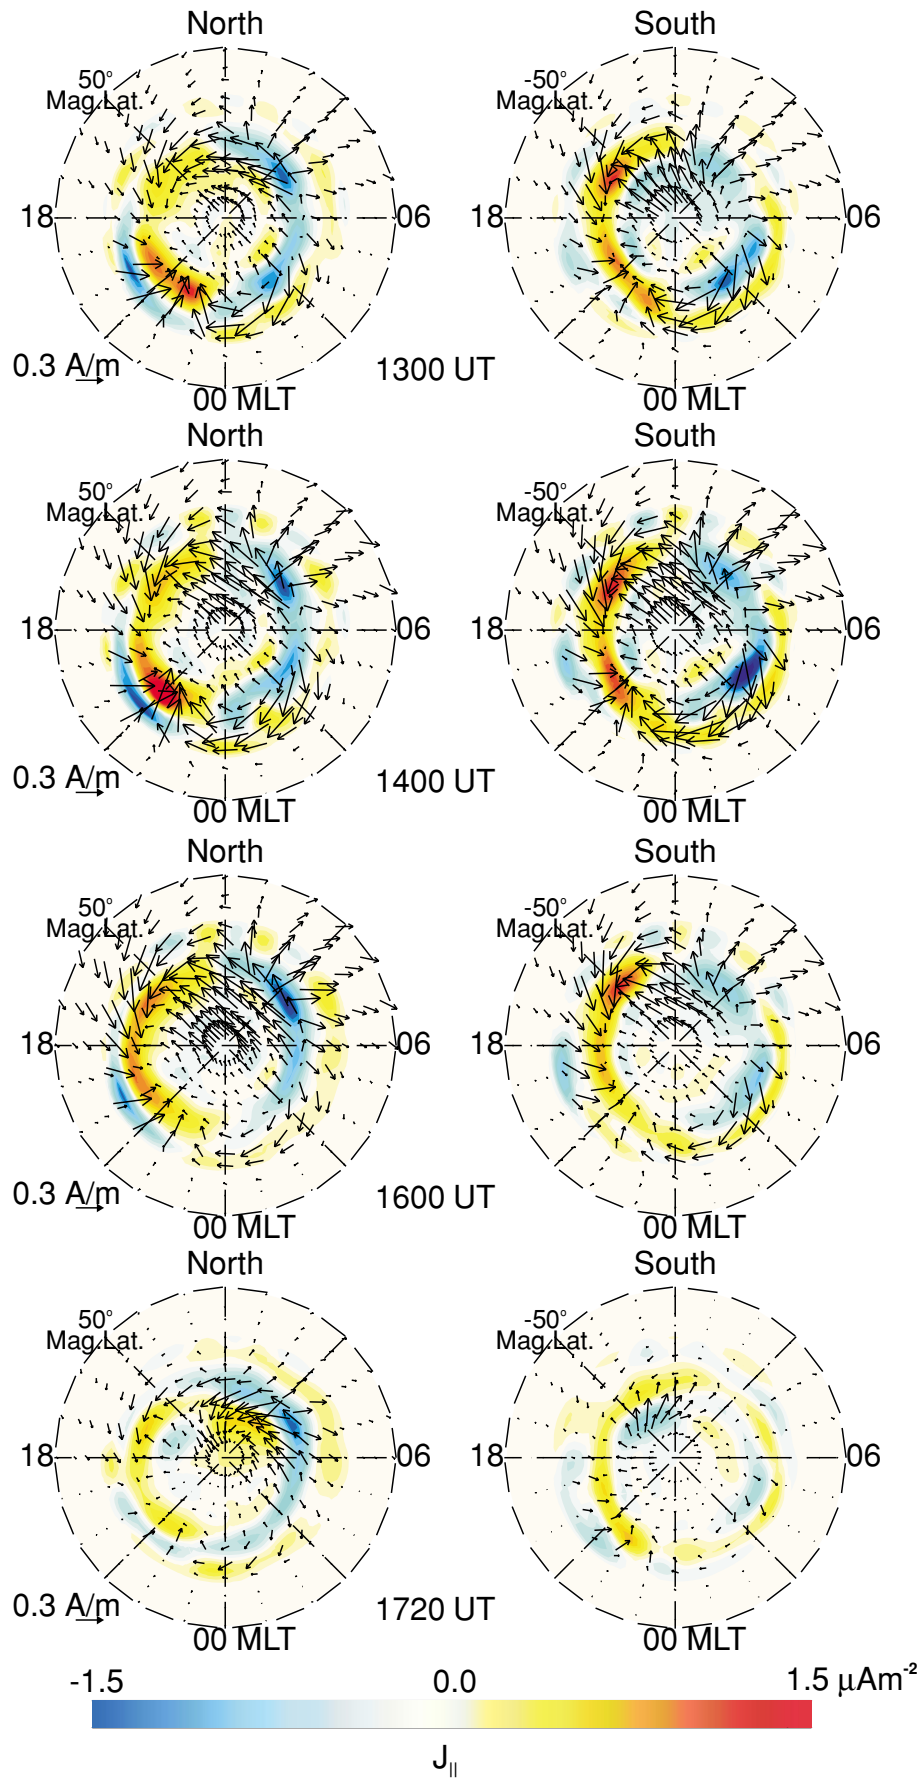 North South
50° -50°
Mag.Lat. Mag.Lat.
18 06 18 06
0.3 A/m 1300 UT
00 MLT 00 MLT
North South
50° -50°
Mag.Lat. Mag.Lat.
18 06 18 06
0.3 A/m 1400 UT
00 MLT 00 MLT
North South
50° -50°
Mag.Lat. Mag.Lat.
18 06 18 06
0.3 A/m 1600 UT
00 MLT 00 MLT
North South
50° -50°
Mag.Lat. Mag.Lat.
18 06 18 06
0.3 A/m 1720 UT
00 MLT 00 MLT
-1.5 0.0 1.5 μAm⁻²
J||